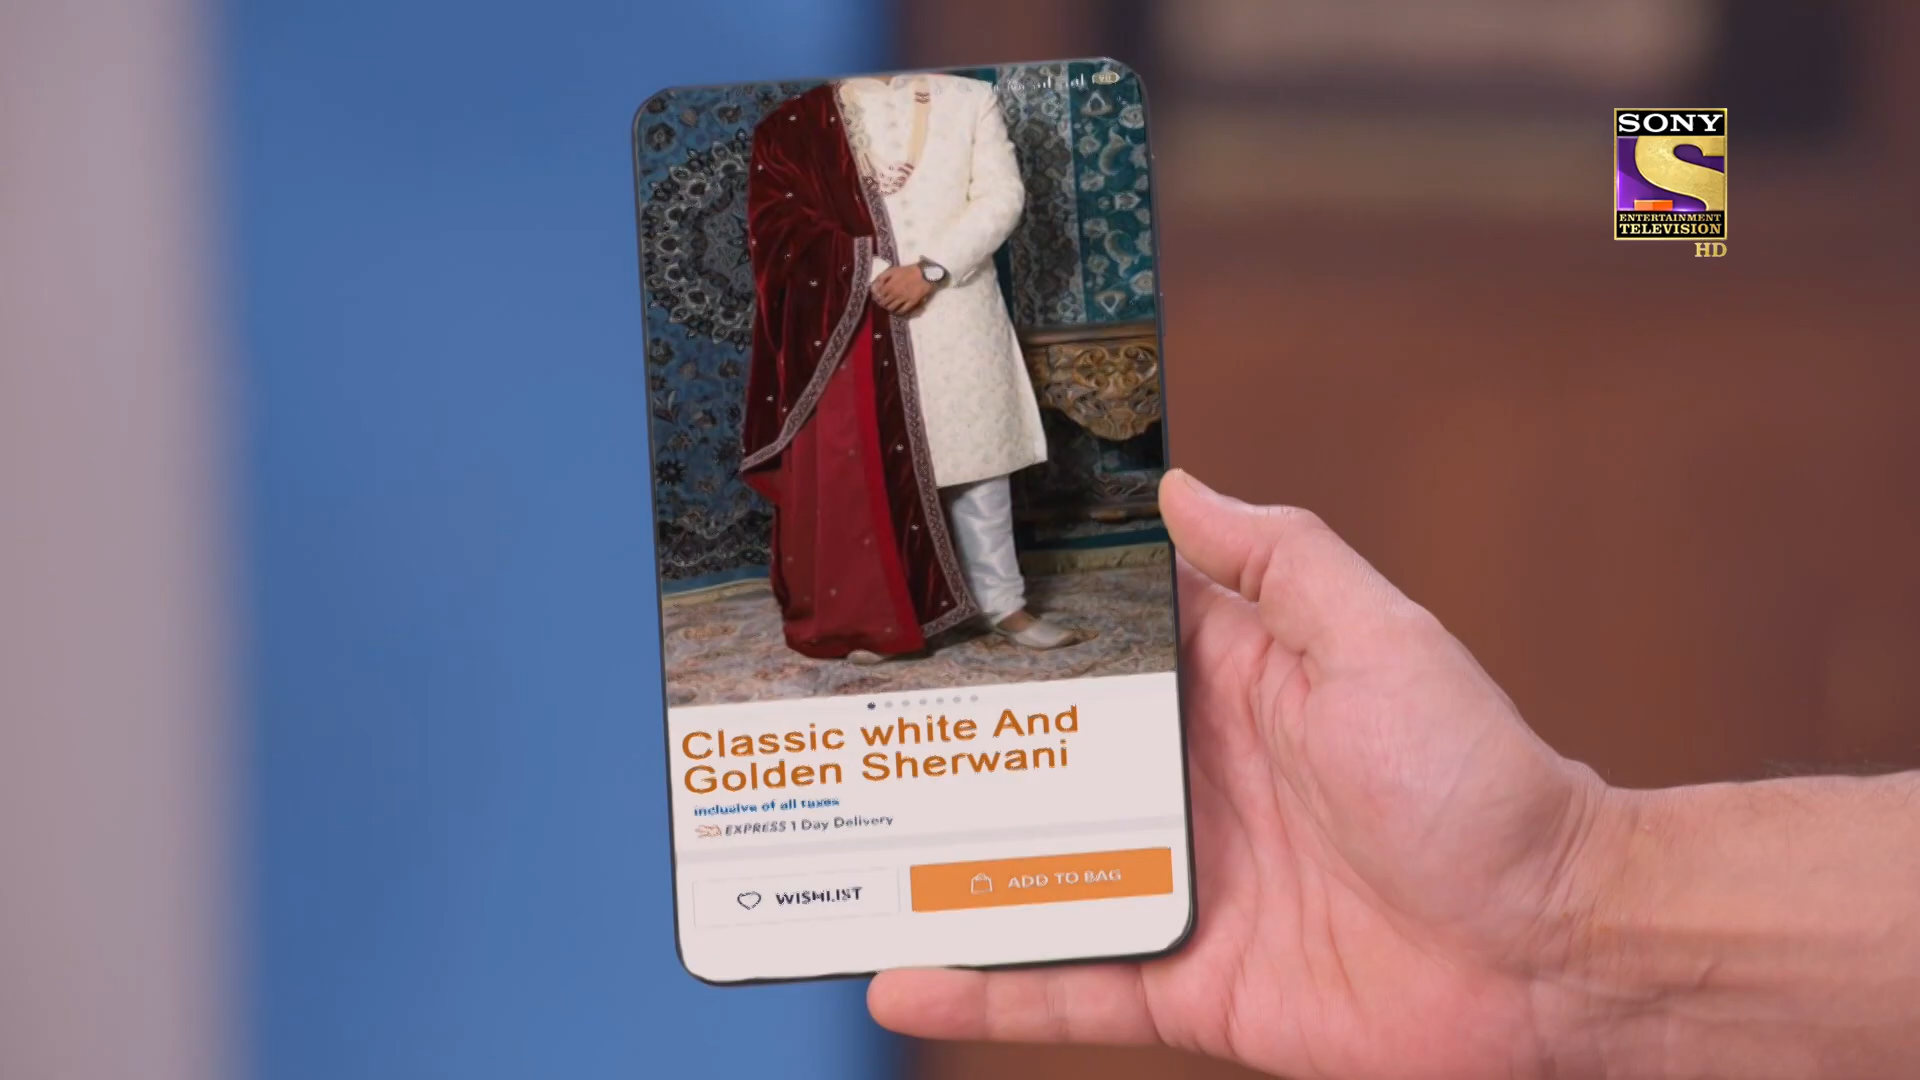 SONY
ENTERTAINMENT
TELEVISION
HD
Classic white And
Golden Sherwani
inclusive of all taxes
EXPRESS 1 Day Delivery
WISHLIST
ADD TO BAG